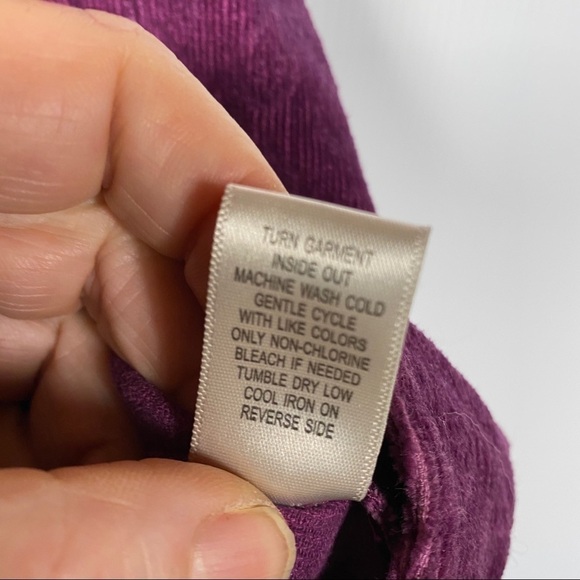 TURN GARMENT
INSIDE OUT
MACHINE WASH COLD
GENTLE CYCLE
WITH LIKE COLORS
ONLY NON-CHLORINE
BLEACH IF NEEDED
TUMBLE DRY LOW
COOL IRON ON
REVERSE SIDE